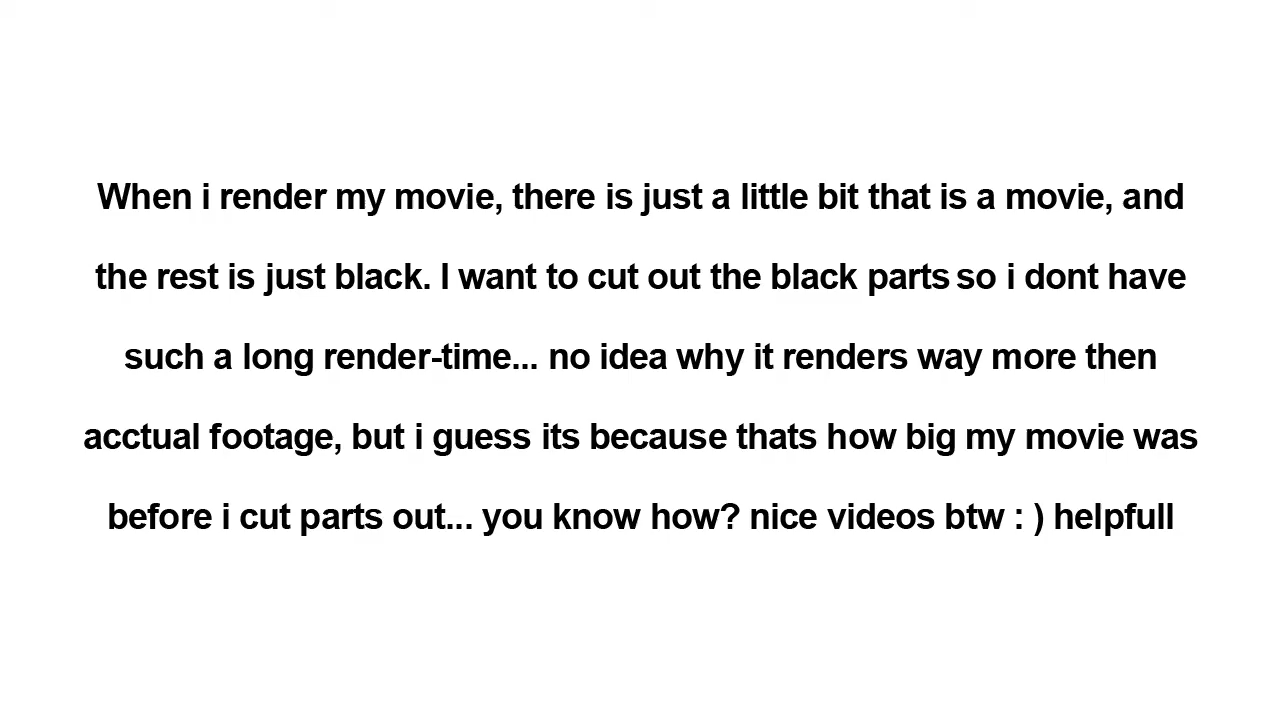 When i render my movie, there is just a little bit that is a movie, and
the rest is just black. I want to cut out the black parts so i dont have
such a long render-time... no idea why it renders way more then
acctual footage, but i guess its because thats how big my movie was
before i cut parts out... you know how? nice videos btw : ) helpfull